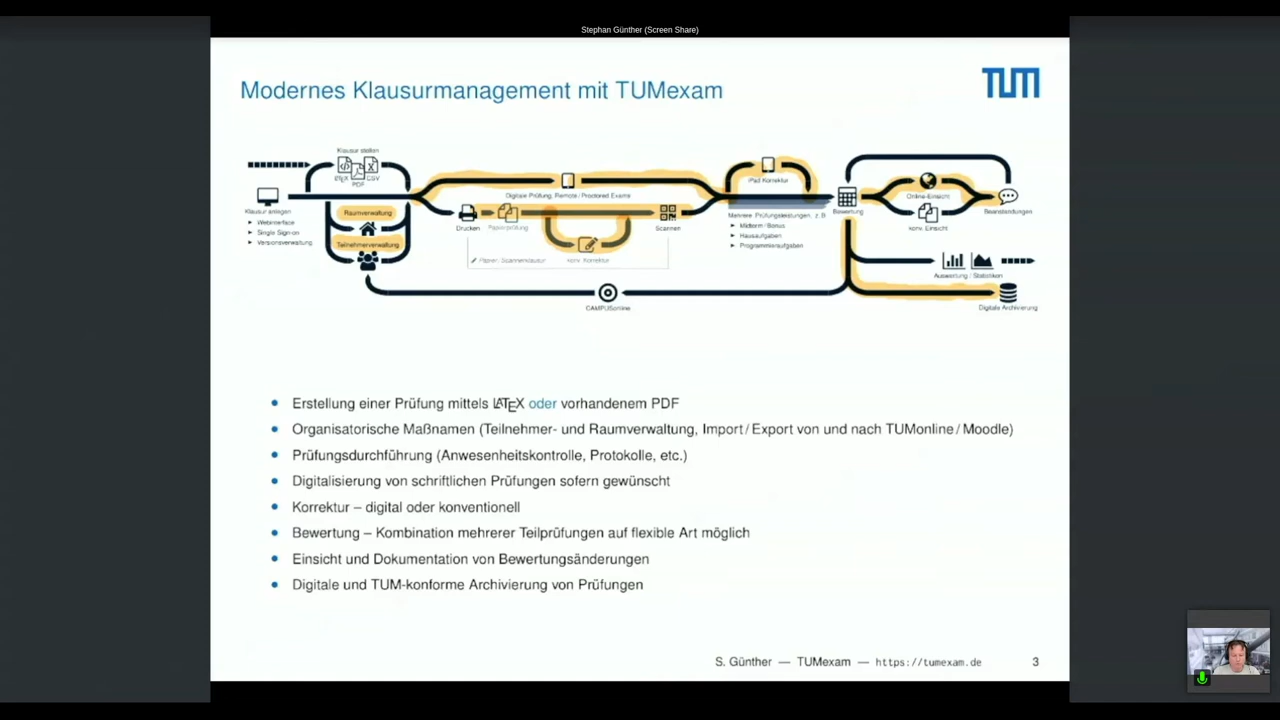 Stephan Günther (Screen Share)
Modernes Klausurmanagement mit TUMexam
TUM
Klausur stellen
LATEX
PDF
CSV
Klausur anlegen
Webinterface
Single Sign-on
Versionsverwaltung
Raumverwaltung
Teilnehmerverwaltung
Digitale Prüfung, Remote / Proctored Exams
Drucken
Papierprüfung
Scannen
konv. Korrektur
iPad Korrektur
Mehrere Prüfungsleistungen, z.B
Midterm / Bonus
Hausaufgaben
Programmieraufgaben
Bewertung
Online-Einsicht
konv. Einsicht
Beanstandungen
Auswertung / Statistiken
Digitale Archivierung
CAMPUSonline
Erstellung einer Prüfung mittels LATEX oder vorhandenem PDF
Organisatorische Maßnamen (Teilnehmer- und Raumverwaltung, Import / Export von und nach TUMonline / Moodle)
Prüfungsdurchführung (Anwesenheitskontrolle, Protokolle, etc.)
Digitalisierung von schriftlichen Prüfungen sofern gewünscht
Korrektur – digital oder konventionell
Bewertung – Kombination mehrerer Teilprüfungen auf flexible Art möglich
Einsicht und Dokumentation von Bewertungsänderungen
Digitale und TUM-konforme Archivierung von Prüfungen
S. Günther — TUMexam — https://tumexam.de
3